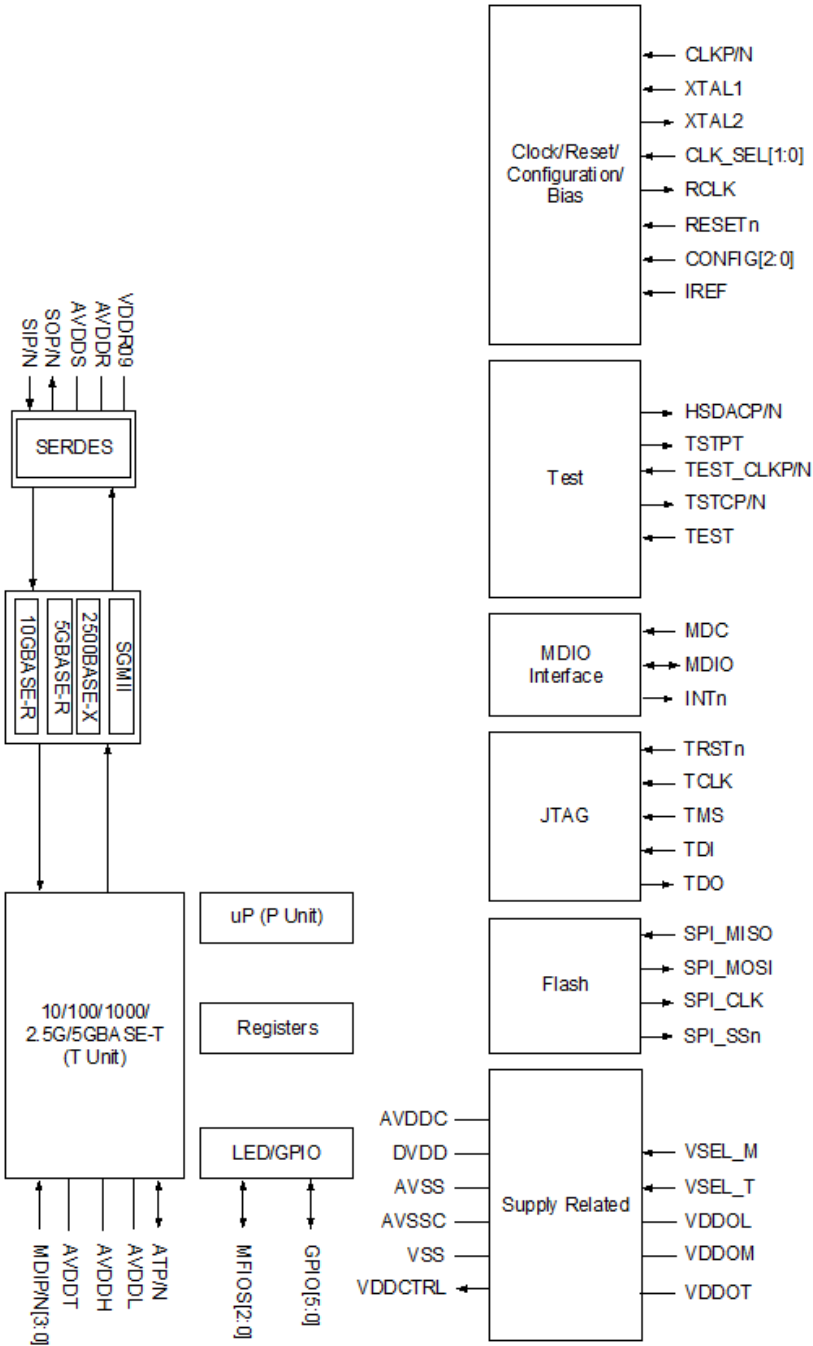 CLKP/N
XTAL1
XTAL2
CLK_SEL[1:0]
RCLK
RESETn
CONFIG[2:0]
IREF
Clock/Reset/
Configuration/
Bias
SIP/N
SOP/N
AVDDS
AVDDR
VDDR09
SERDES
HSDACP/N
TSTPT
TEST_CLKP/N
TSTCP/N
TEST
Test
10GBASE-R
5GBASE-R
2500BASE-X
SGMII
MDIO
Interface
MDC
MDIO
INTn
JTAG
TRSTn
TCLK
TMS
TDI
TDO
10/100/1000/
2.5G/5GBASE-T
(T Unit)
uP (P Unit)
Registers
LED/GPIO
Flash
SPI_MISO
SPI_MOSI
SPI_CLK
SPI_SSn
MDIP/N[3:0]
AVDDT
AVDDH
AVDDL
ATP/N
MFIOS[2:0]
GPIO[5:0]
AVDDC
DVDD
AVSS
AVSSC
VSS
VDDCTRL
Supply Related
VSEL_M
VSEL_T
VDDOL
VDDOM
VDDOT